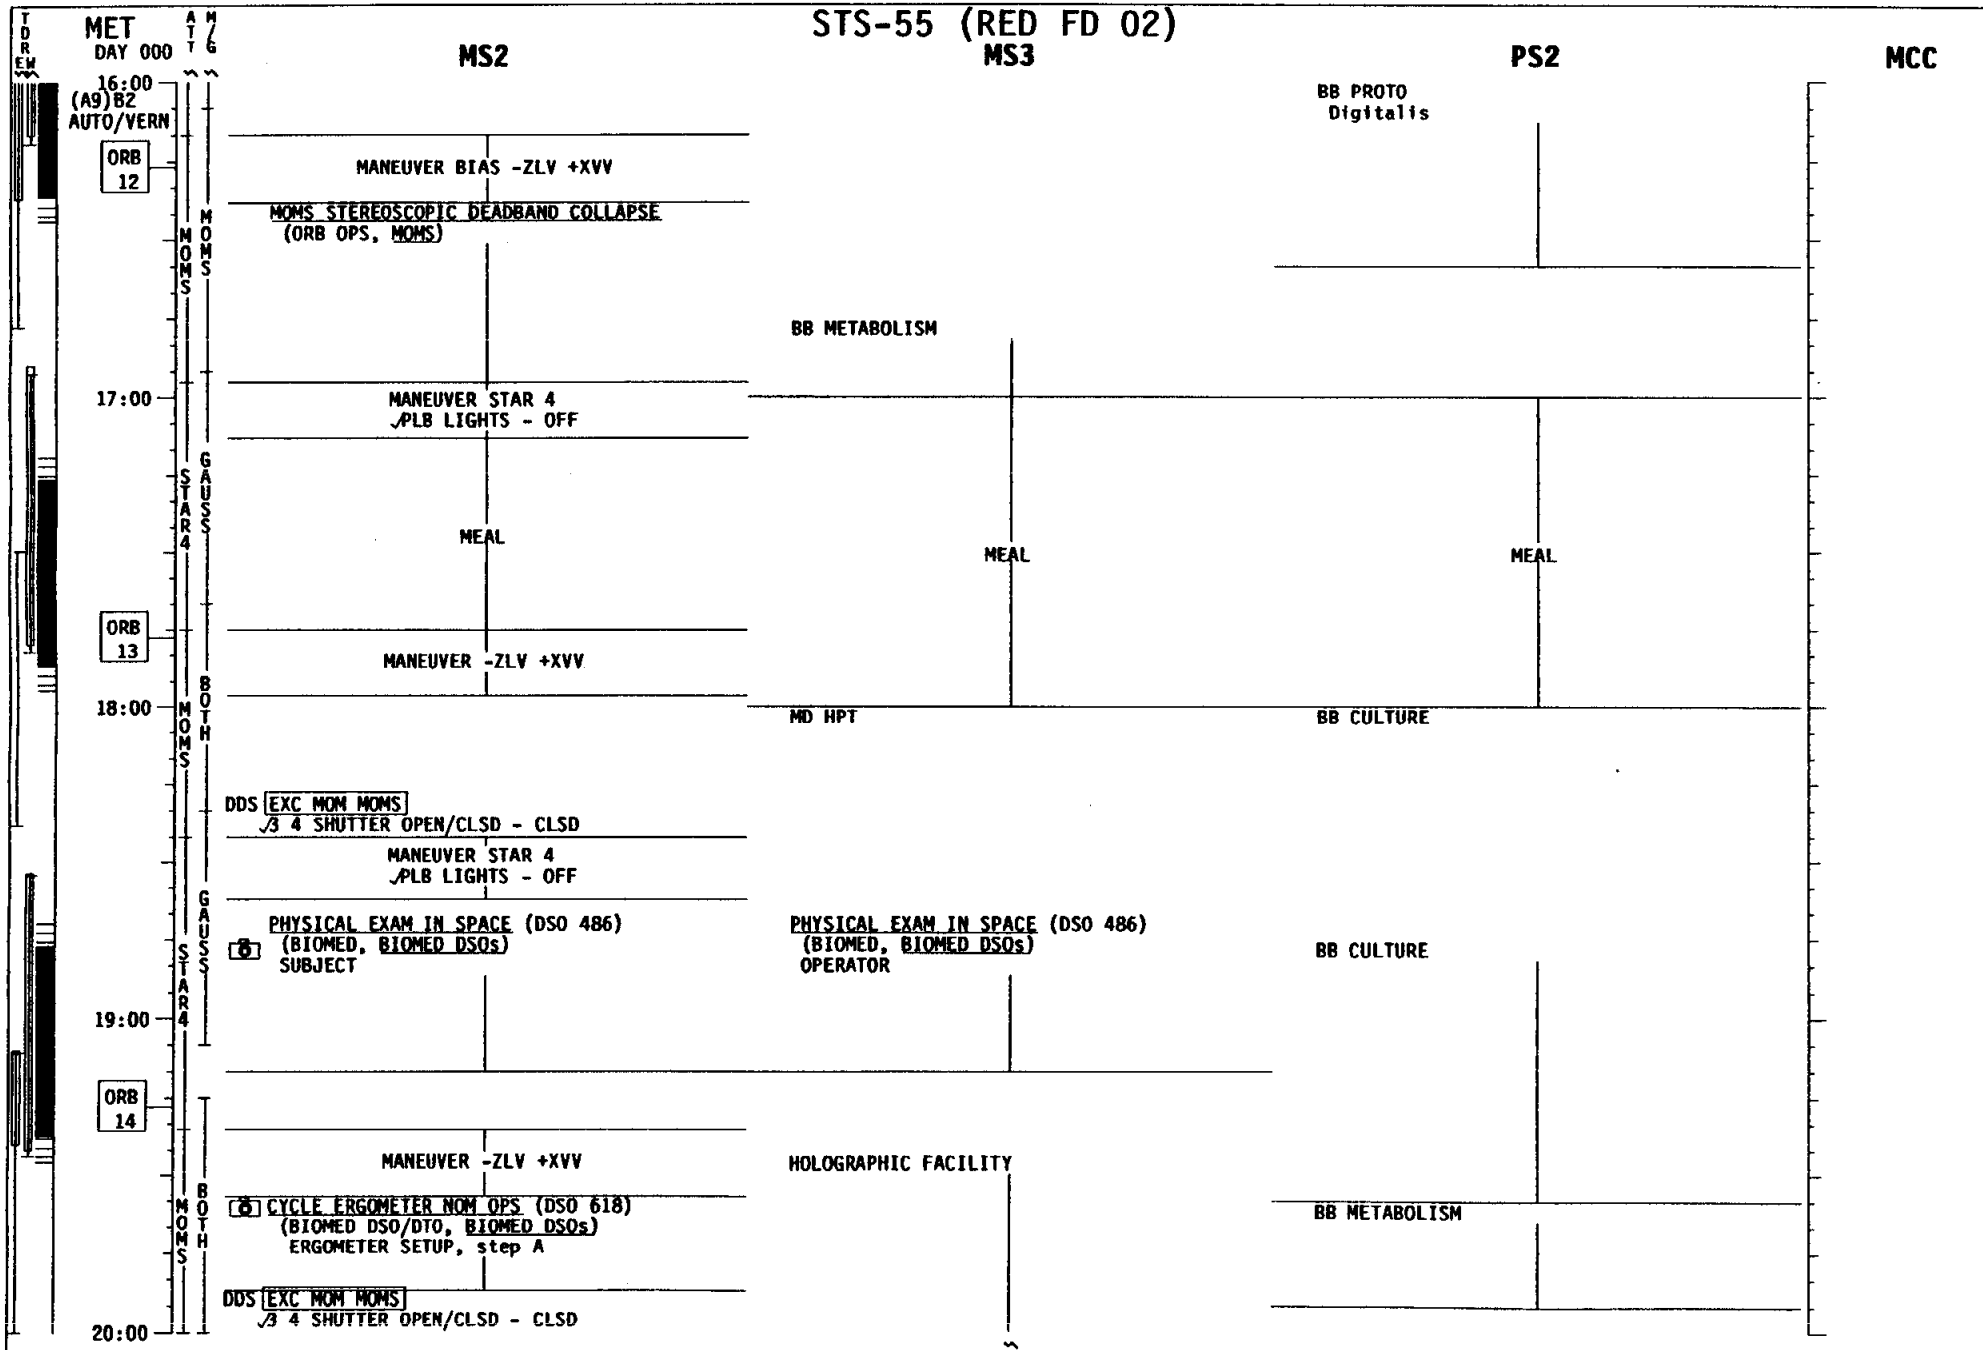 STS-55 (RED FD 02)
TDRE W
MET
DAY 000
ATT
M/G
MS2
MS3
PS2
MCC
16:00
(A9)B2
AUTO/VERN
BB PROTO
Digitalis
ORB
12
MANEUVER BIAS -ZLV +XVV
MOMS STEREOSCOPIC DEADBAND COLLAPSE
(ORB OPS, MOMS)
MOMS
MOMS
BB METABOLISM
17:00
MANEUVER STAR 4
√PLB LIGHTS - OFF
STAR4
GAUSS
MEAL
MEAL
MEAL
ORB
13
MANEUVER -ZLV +XVV
18:00
MOMS
BOTH
MD HPT
BB CULTURE
DDS EXC MOM MOMS
√3 4 SHUTTER OPEN/CLSD - CLSD
MANEUVER STAR 4
√PLB LIGHTS - OFF
STAR4
GAUSS
PHYSICAL EXAM IN SPACE (DSO 486)
(BIOMED, BIOMED DSOs)
SUBJECT
PHYSICAL EXAM IN SPACE (DSO 486)
(BIOMED, BIOMED DSOs)
OPERATOR
BB CULTURE
19:00
ORB
14
MANEUVER -ZLV +XVV
HOLOGRAPHIC FACILITY
MOMS
BOTH
CYCLE ERGOMETER NOM OPS (DSO 618)
(BIOMED DSO/DTO, BIOMED DSOs)
ERGOMETER SETUP, step A
BB METABOLISM
DDS EXC MOM MOMS
√3 4 SHUTTER OPEN/CLSD - CLSD
20:00